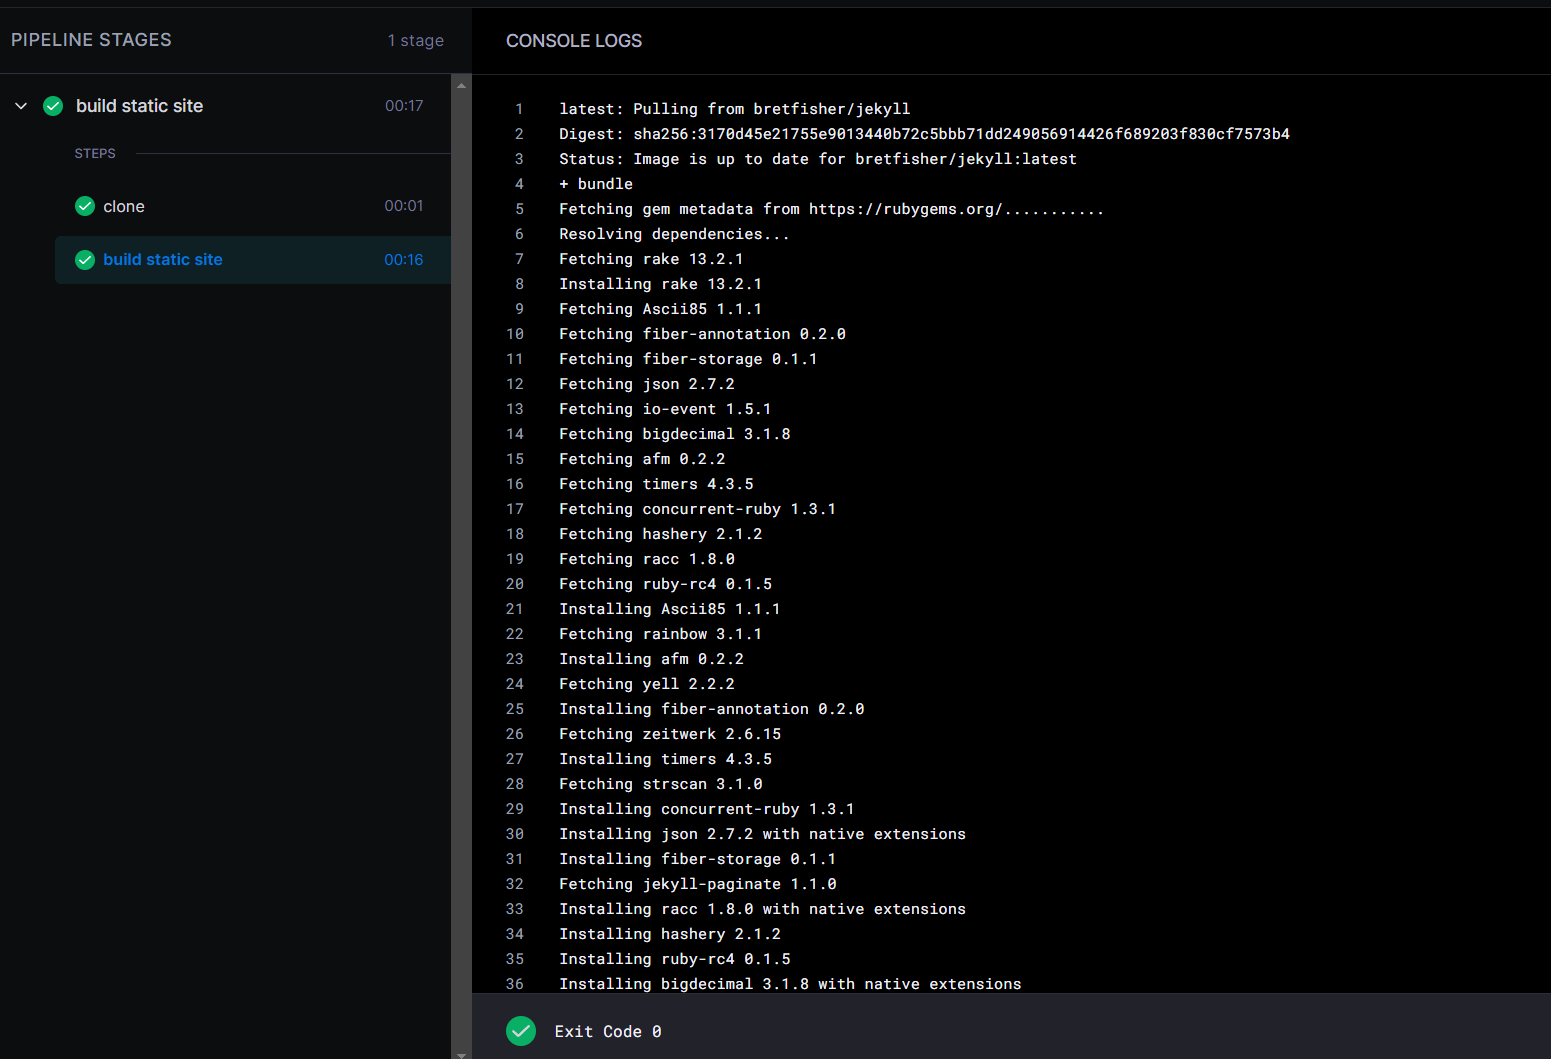 PIPELINE STAGES
1 stage
build static site
00:17
STEPS
clone
00:01
build static site
00:16
CONSOLE LOGS
1 latest: Pulling from bretfisher/jekyll
2 Digest: sha256:3170d45e21755e9013440b72c5bbb71dd249056914426f689203f830cf7573b4
3 Status: Image is up to date for bretfisher/jekyll:latest
4 + bundle
5 Fetching gem metadata from https://rubygems.org/...........
6 Resolving dependencies...
7 Fetching rake 13.2.1
8 Installing rake 13.2.1
9 Fetching Ascii85 1.1.1
10 Fetching fiber-annotation 0.2.0
11 Fetching fiber-storage 0.1.1
12 Fetching json 2.7.2
13 Fetching io-event 1.5.1
14 Fetching bigdecimal 3.1.8
15 Fetching afm 0.2.2
16 Fetching timers 4.3.5
17 Fetching concurrent-ruby 1.3.1
18 Fetching hashery 2.1.2
19 Fetching racc 1.8.0
20 Fetching ruby-rc4 0.1.5
21 Installing Ascii85 1.1.1
22 Fetching rainbow 3.1.1
23 Installing afm 0.2.2
24 Fetching yell 2.2.2
25 Installing fiber-annotation 0.2.0
26 Fetching zeitwerk 2.6.15
27 Installing timers 4.3.5
28 Fetching strscan 3.1.0
29 Installing concurrent-ruby 1.3.1
30 Installing json 2.7.2 with native extensions
31 Installing fiber-storage 0.1.1
32 Fetching jekyll-paginate 1.1.0
33 Installing racc 1.8.0 with native extensions
34 Installing hashery 2.1.2
35 Installing ruby-rc4 0.1.5
36 Installing bigdecimal 3.1.8 with native extensions
Exit Code 0